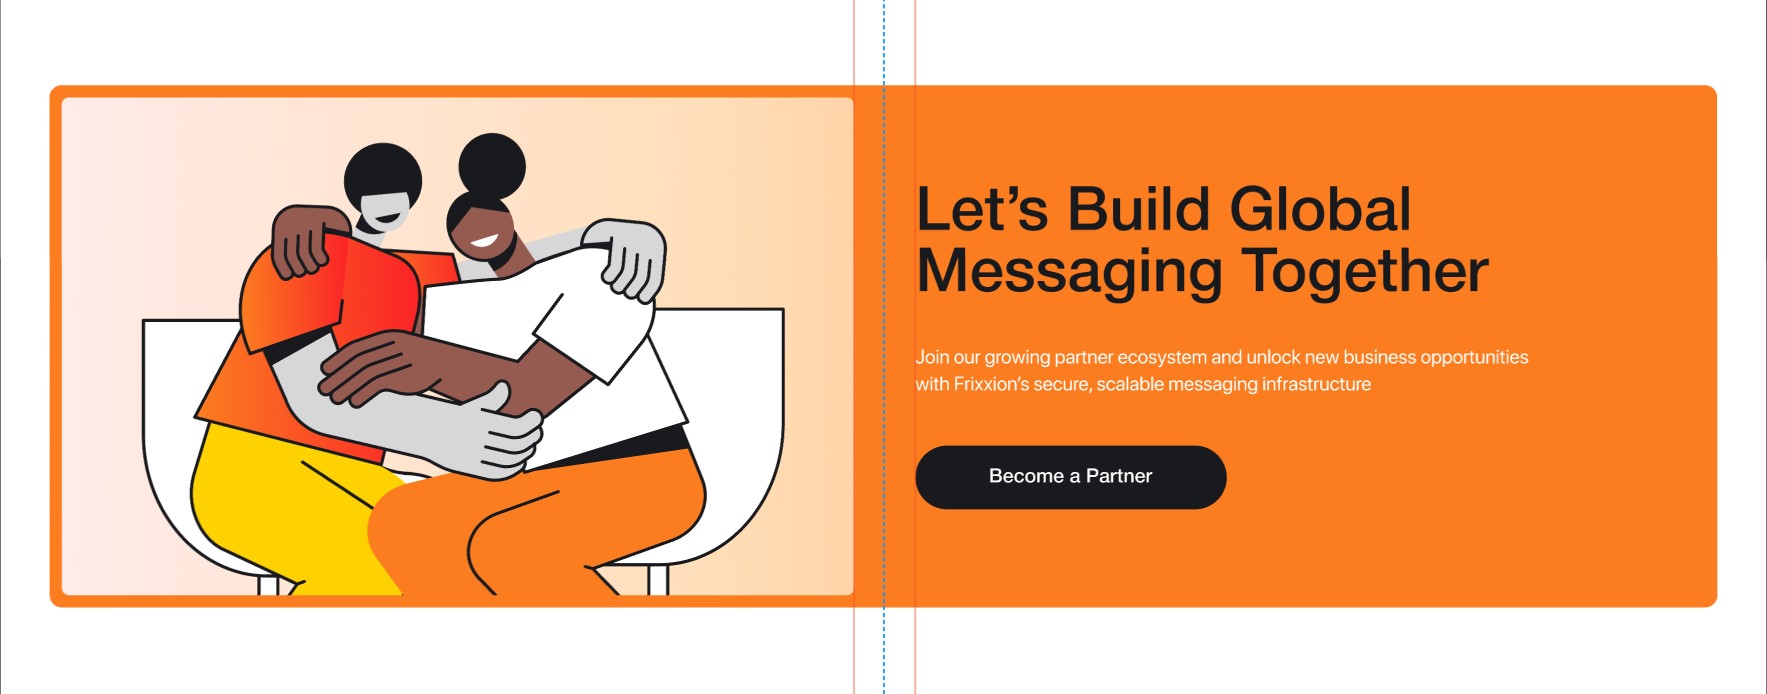 Let’s Build Global
Messaging Together
Join our growing partner ecosystem and unlock new business opportunities
with Frixxion’s secure, scalable messaging infrastructure
Become a Partner